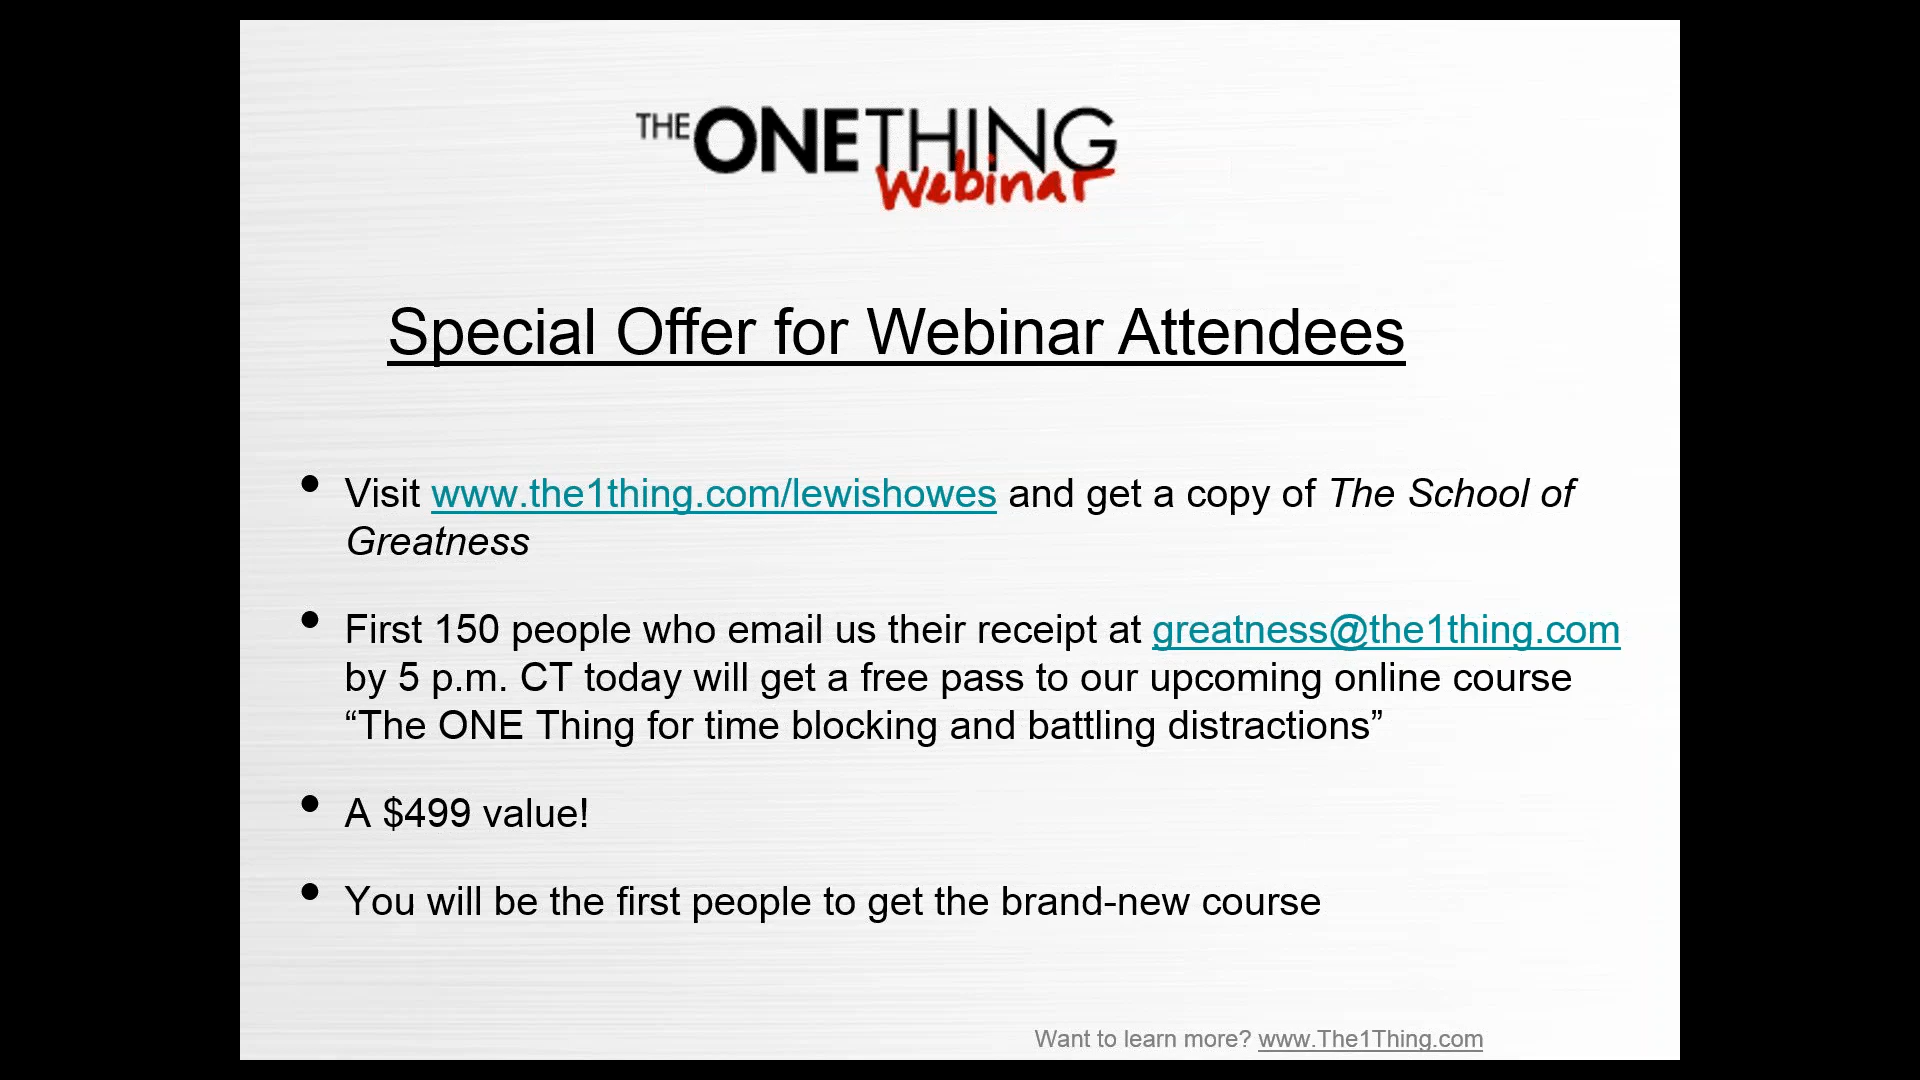 THE ONE THING
Webinar
Special Offer for Webinar Attendees
• Visit www.the1thing.com/lewishowes and get a copy of The School of
Greatness
• First 150 people who email us their receipt at greatness@the1thing.com
by 5 p.m. CT today will get a free pass to our upcoming online course
“The ONE Thing for time blocking and battling distractions”
• A $499 value!
• You will be the first people to get the brand-new course
Want to learn more? www.The1Thing.com